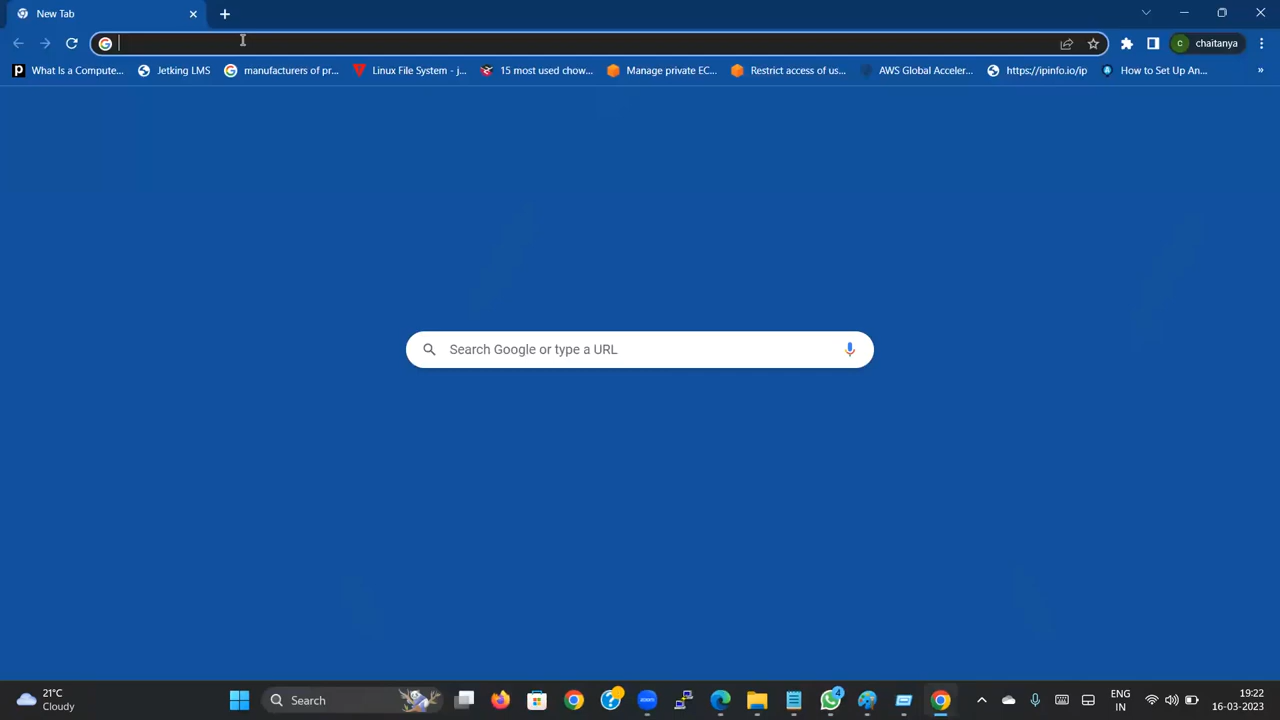 New Tab
C chaitanya
What Is a Compute...
Jetking LMS
manufacturers of pr...
Linux File System - j...
15 most used chow...
Manage private EC...
Restrict access of us...
AWS Global Acceler...
https://ipinfo.io/ip
How to Set Up An...
»
Search Google or type a URL
21°C
Cloudy
Search
4
ENG
IN
19:22
16-03-2023